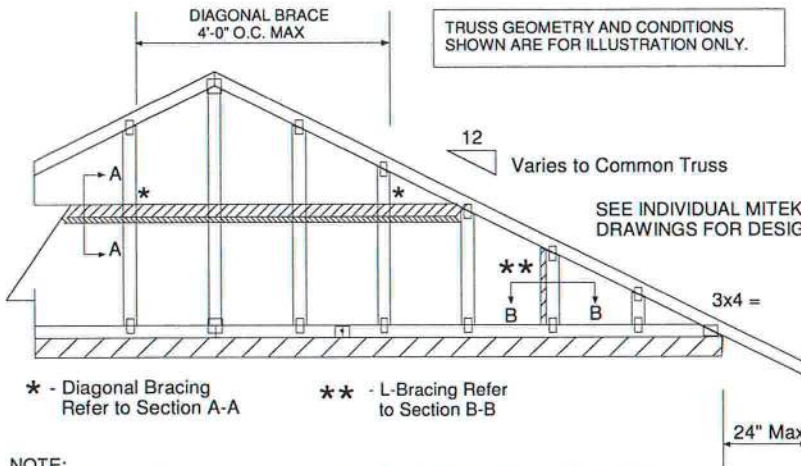 DIAGONAL BRACE
4'-0" O.C. MAX
TRUSS GEOMETRY AND CONDITIONS
SHOWN ARE FOR ILLUSTRATION ONLY.
12
Varies to Common Truss
A
*
*
A
SEE INDIVIDUAL MITEK
DRAWINGS FOR DESIG
**
B
B
3x4 =
* - Diagonal Bracing
Refer to Section A-A
** - L-Bracing Refer
to Section B-B
24" Max
NOTE: